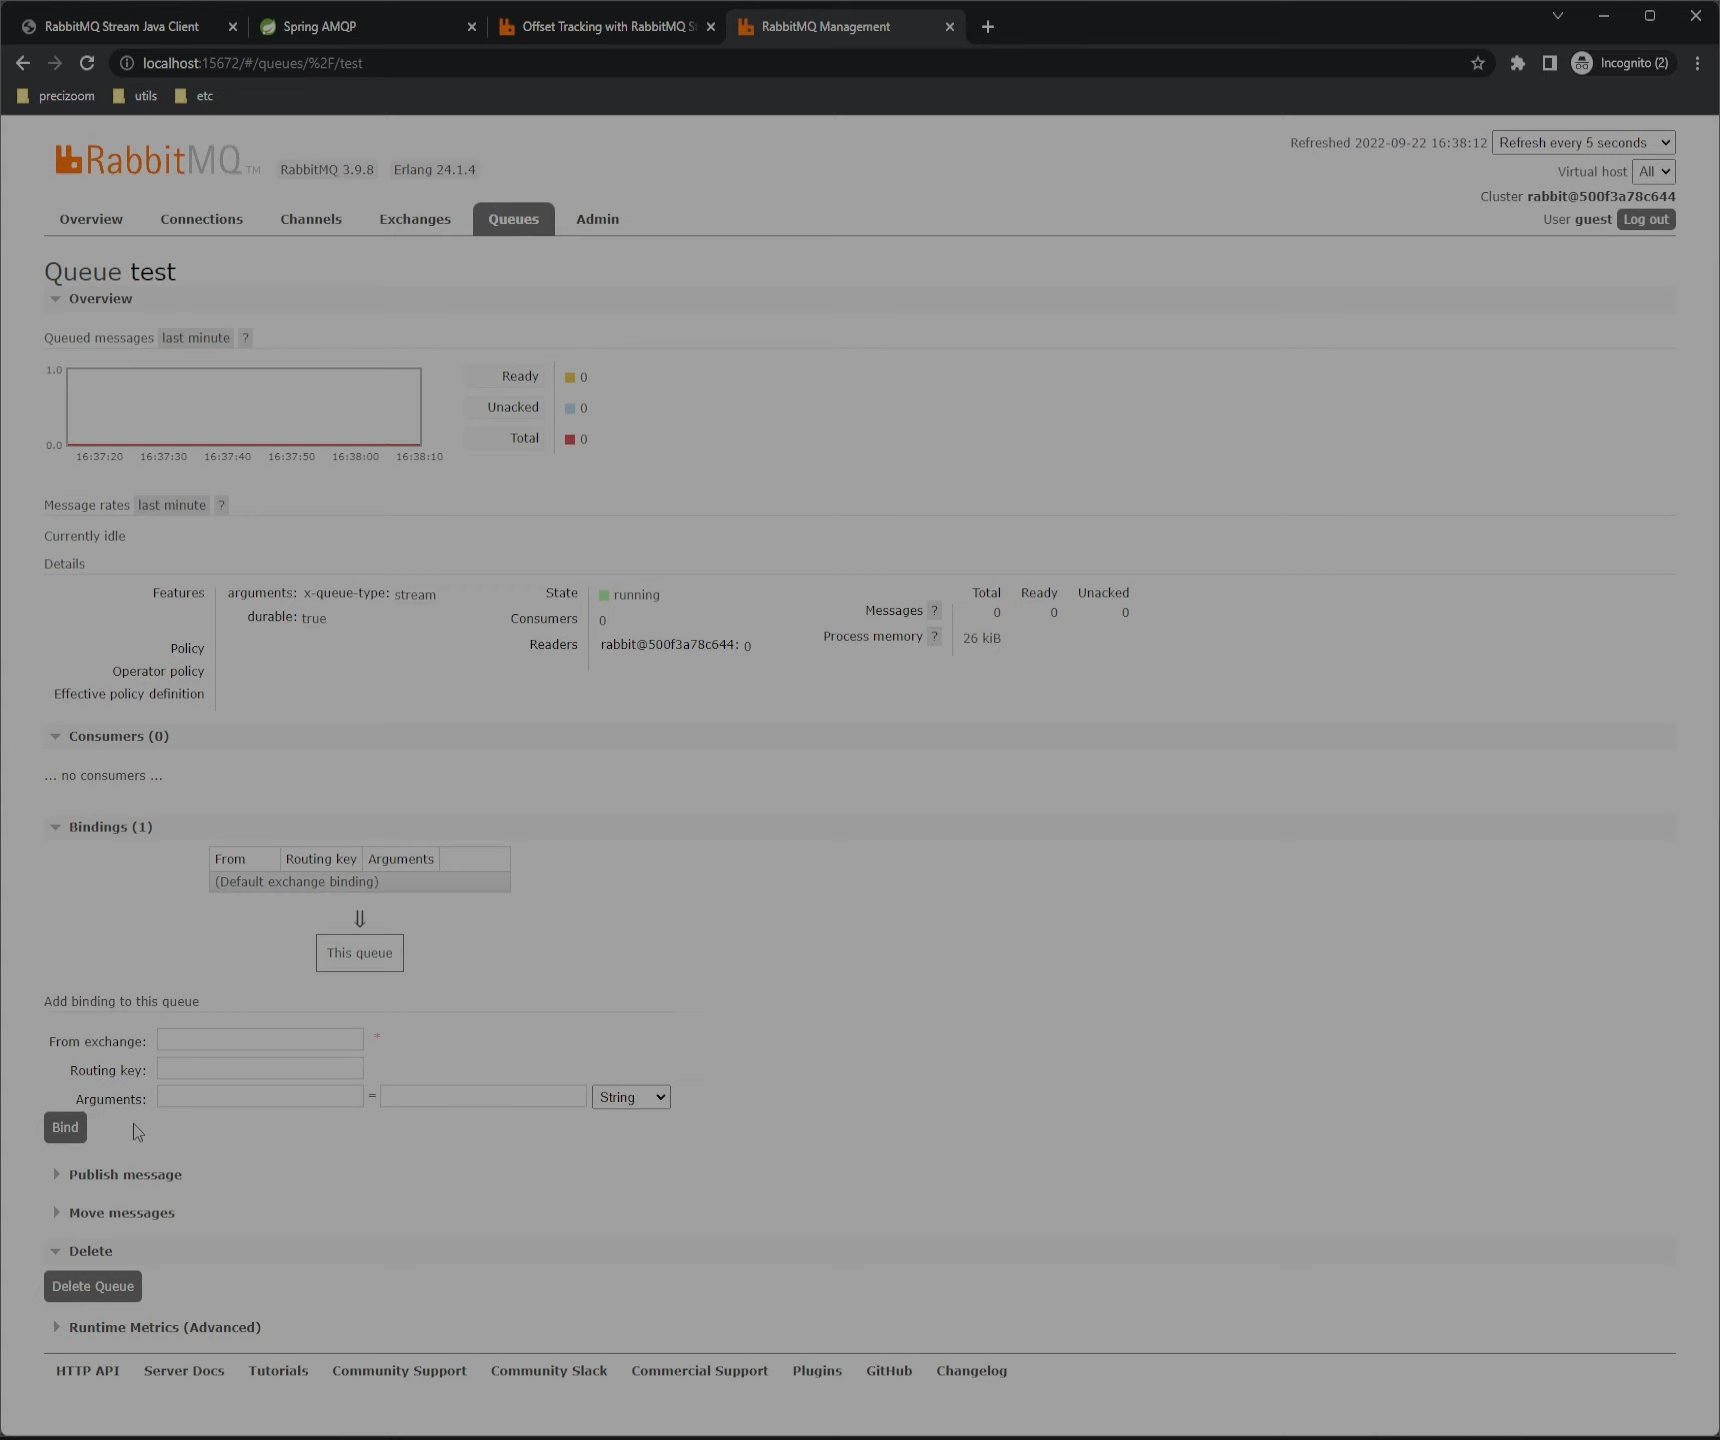 RabbitMQ Stream Java Client
Spring AMQP
Offset Tracking with RabbitMQ S
RabbitMQ Management
localhost:15672/#/queues/%2F/test
Incognito (2)
precizoom utils etc
RabbitMQ TM RabbitMQ 3.9.8 Erlang 24.1.4
Refreshed 2022-09-22 16:38:12 Refresh every 5 seconds
Virtual host All
Cluster rabbit@500f3a78c644
User guest Log out
Overview Connections Channels Exchanges Queues Admin
Queue test
Overview
Queued messages last minute ?
1.0
0.0
16:37:20 16:37:30 16:37:40 16:37:50 16:38:00 16:38:10
Ready 0
Unacked 0
Total 0
Message rates last minute ?
Currently idle
Details
Features arguments: x-queue-type: stream
durable: true
Policy
Operator policy
Effective policy definition
State running
Consumers 0
Readers rabbit@500f3a78c644: 0
Total Ready Unacked
Messages ? 0 0 0
Process memory ? 26 kiB
Consumers (0)
... no consumers ...
Bindings (1)
From Routing key Arguments
(Default exchange binding)
⇓
This queue
Add binding to this queue
From exchange: *
Routing key:
Arguments: = String
Bind
Publish message
Move messages
Delete
Delete Queue
Runtime Metrics (Advanced)
HTTP API Server Docs Tutorials Community Support Community Slack Commercial Support Plugins GitHub Changelog